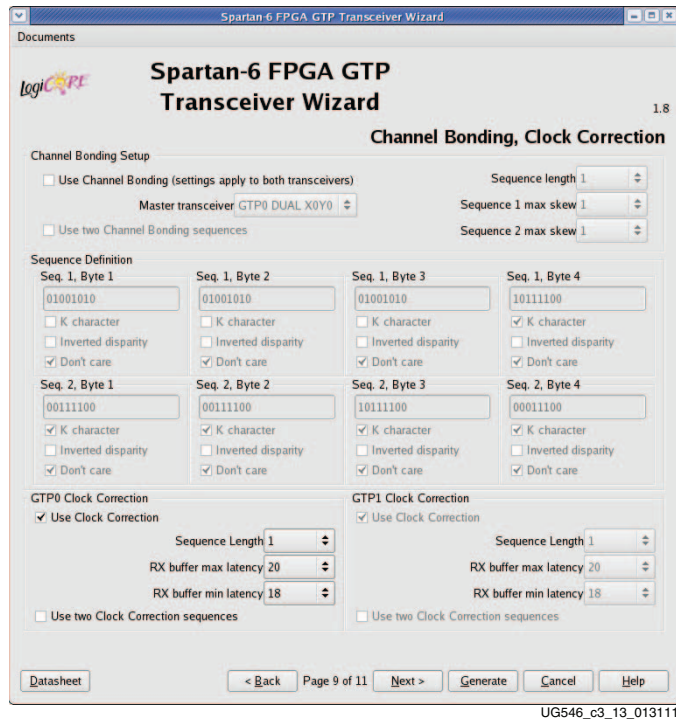 Spartan-6 FPGA GTP Transceiver Wizard
Documents
logiCORE
Spartan-6 FPGA GTP
Transceiver Wizard
1.8
Channel Bonding, Clock Correction
Channel Bonding Setup
Use Channel Bonding (settings apply to both transceivers)
Sequence length 1
Master transceiver GTP0 DUAL X0Y0
Sequence 1 max skew 1
Use two Channel Bonding sequences
Sequence 2 max skew 1
Sequence Definition
Seq. 1, Byte 1 Seq. 1, Byte 2 Seq. 1, Byte 3 Seq. 1, Byte 4
01001010 01001010 01001010 10111100
K character K character K character K character
Inverted disparity Inverted disparity Inverted disparity Inverted disparity
Don't care Don't care Don't care Don't care
Seq. 2, Byte 1 Seq. 2, Byte 2 Seq. 2, Byte 3 Seq. 2, Byte 4
00111100 00111100 10111100 00011100
K character K character K character K character
Inverted disparity Inverted disparity Inverted disparity Inverted disparity
Don't care Don't care Don't care Don't care
GTP0 Clock Correction GTP1 Clock Correction
Use Clock Correction Use Clock Correction
Sequence Length 1 Sequence Length 1
RX buffer max latency 20 RX buffer max latency 20
RX buffer min latency 18 RX buffer min latency 18
Use two Clock Correction sequences Use two Clock Correction sequences
Datasheet < Back Page 9 of 11 Next > Generate Cancel Help
UG546_c3_13_013111